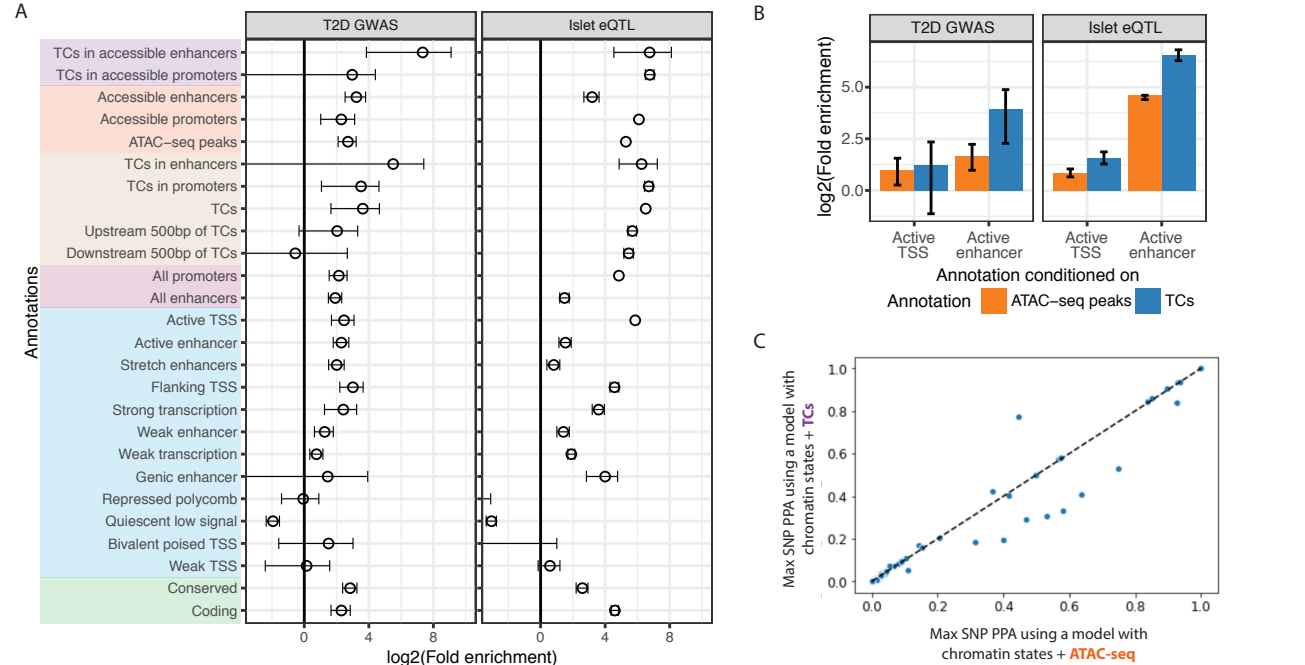 A
T2D GWAS
Islet eQTL
Annotations
TCs in accessible enhancers
TCs in accessible promoters
Accessible enhancers
Accessible promoters
ATAC−seq peaks
TCs in enhancers
TCs in promoters
TCs
Upstream 500bp of TCs
Downstream 500bp of TCs
All promoters
All enhancers
Active TSS
Active enhancer
Stretch enhancers
Flanking TSS
Strong transcription
Weak enhancer
Weak transcription
Genic enhancer
Repressed polycomb
Quiescent low signal
Bivalent poised TSS
Weak TSS
Conserved
Coding
0 4 8 0 4 8
log2(Fold enrichment)
B
T2D GWAS
Islet eQTL
log2(Fold enrichment)
5.0
2.5
0.0
Active
TSS
Active
enhancer
Active
TSS
Active
enhancer
Annotation conditioned on
Annotation ATAC−seq peaks TCs
C
Max SNP PPA using a model with
chromatin states + TCs
1.0
0.8
0.6
0.4
0.2
0.0
0.0 0.2 0.4 0.6 0.8 1.0
Max SNP PPA using a model with
chromatin states + ATAC-seq